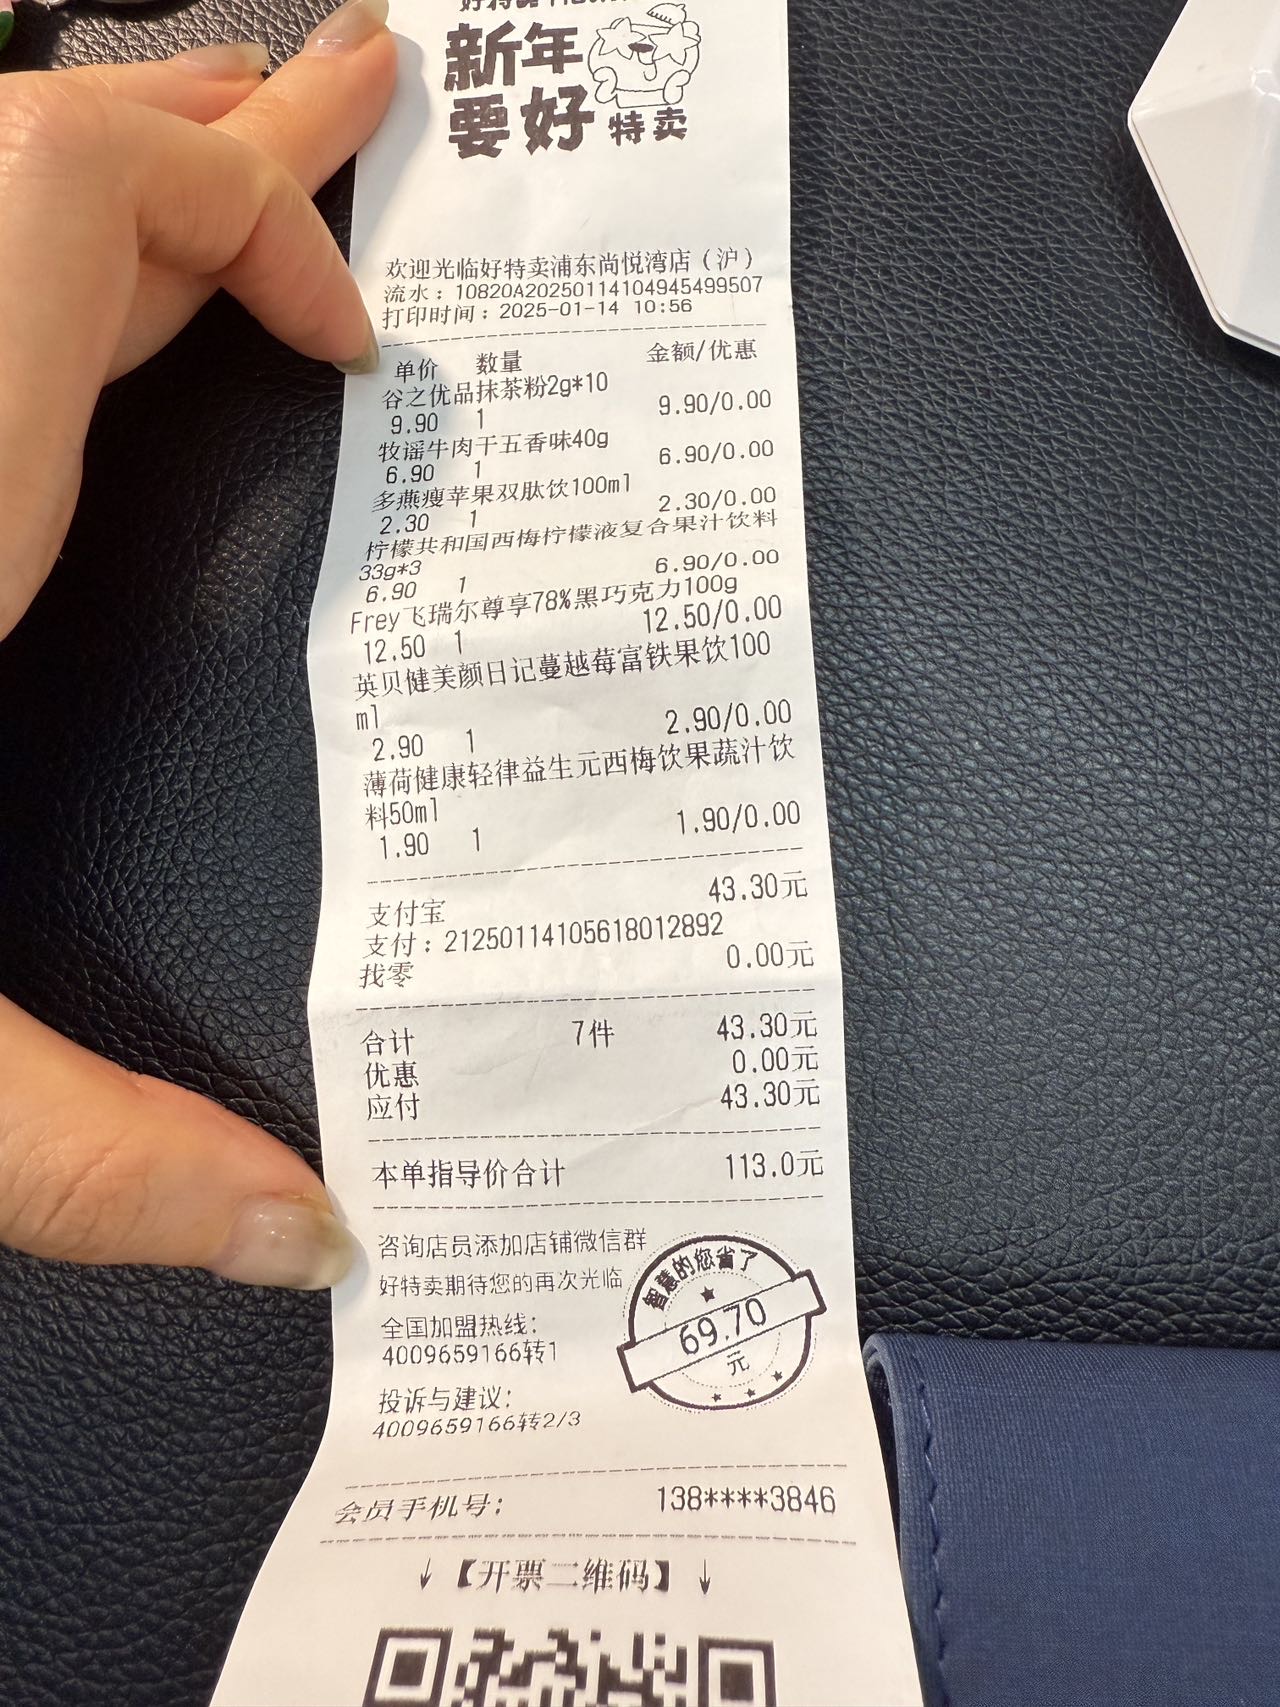 新年
要好特卖
欢迎光临好特卖浦东尚悦湾店（沪）
流水：10820A20250114104945499507
打印时间：2025-01-14 10:56
单价 数量 金额/优惠
谷之优品抹茶粉2g*10
9.90 1 9.90/0.00
牧谣牛肉干五香味40g
6.90 1 6.90/0.00
多燕瘦苹果双肽饮100ml
2.30 1 2.30/0.00
柠檬共和国西梅柠檬液复合果汁饮料
33g*3
6.90 1 6.90/0.00
Frey飞瑞尔尊享78%黑巧克力100g
12.50 1 12.50/0.00
英贝健美颜日记蔓越莓富铁果饮100
ml
2.90 1 2.90/0.00
薄荷健康轻律益生元西梅饮果蔬汁饮
料50ml
1.90 1 1.90/0.00
支付宝 43.30元
支付：21250114105618012892
找零 0.00元
合计 7件 43.30元
优惠 0.00元
应付 43.30元
本单指导价合计 113.0元
咨询店员添加店铺微信群
好特卖期待您的再次光临
全国加盟热线：
4009659166转1
投诉与建议：
4009659166转2/3
智慧的您省了
69.70
元
会员手机号： 138****3846
↓【开票二维码】↓